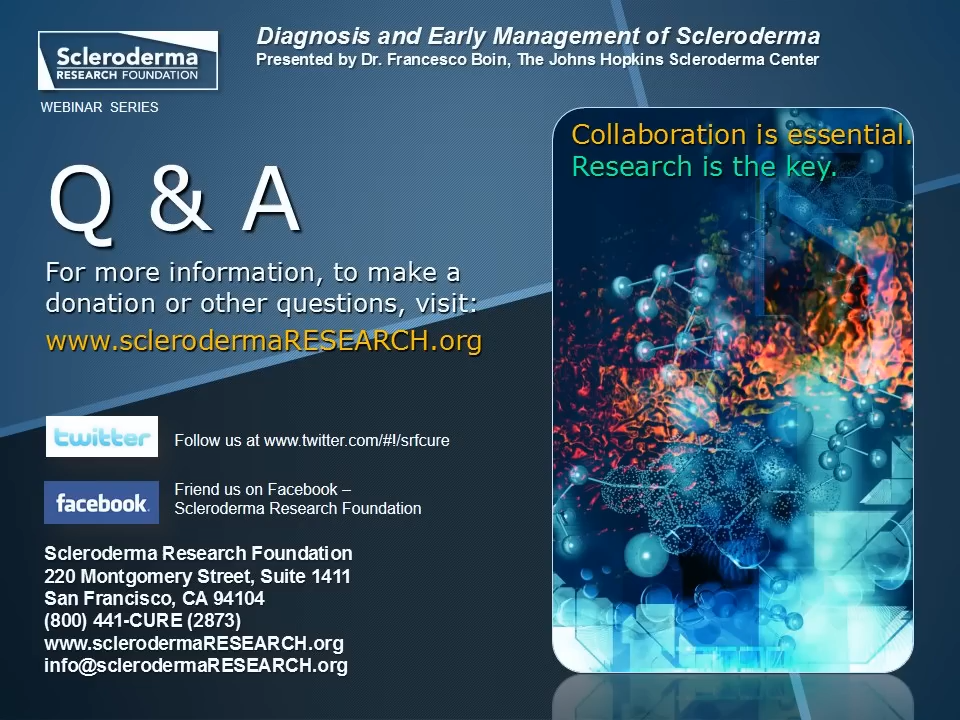 Scleroderma
RESEARCH FOUNDATION
WEBINAR SERIES
Diagnosis and Early Management of Scleroderma
Presented by Dr. Francesco Boin, The Johns Hopkins Scleroderma Center
Collaboration is essential.
Research is the key.
Q & A
For more information, to make a
donation or other questions, visit:
www.sclerodermaRESEARCH.org
twitter
Follow us at www.twitter.com/#!/srfcure
facebook.
Friend us on Facebook –
Scleroderma Research Foundation
Scleroderma Research Foundation
220 Montgomery Street, Suite 1411
San Francisco, CA 94104
(800) 441-CURE (2873)
www.sclerodermaRESEARCH.org
info@sclerodermaRESEARCH.org